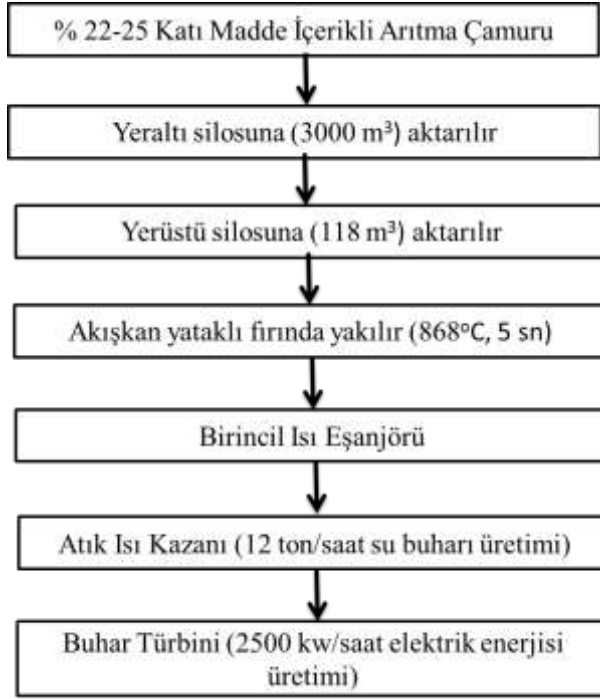 % 22-25 Katı Madde İçerikli Arıtma Çamuru
Yeraltı silosuna (3000 m³) aktarılır
Yerüstü silosuna (118 m³) aktarılır
Akışkan yataklı fırında yakılır (868°C, 5 sn)
Birincil Isı Eşanjörü
Atık Isı Kazanı (12 ton/saat su buharı üretimi)
Buhar Türbini (2500 kw/saat elektrik enerjisi
üretimi)